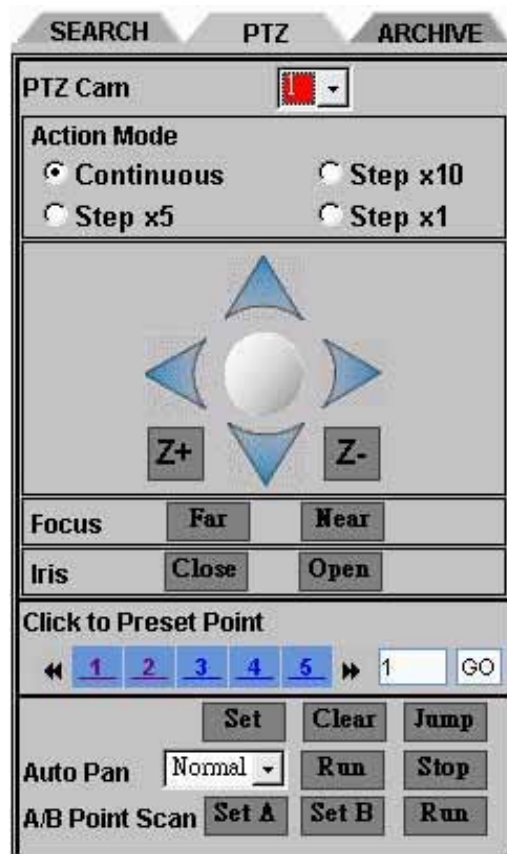 SEARCH PTZ ARCHIVE
PTZ Cam 1
Action Mode
Continuous Step x10
Step x5 Step x1
Z+ Z-
Focus Far Near
Iris Close Open
Click to Preset Point
1 2 3 4 5 1 GO
Set Clear Jump
Auto Pan Normal Run Stop
A/B Point Scan Set A Set B Run